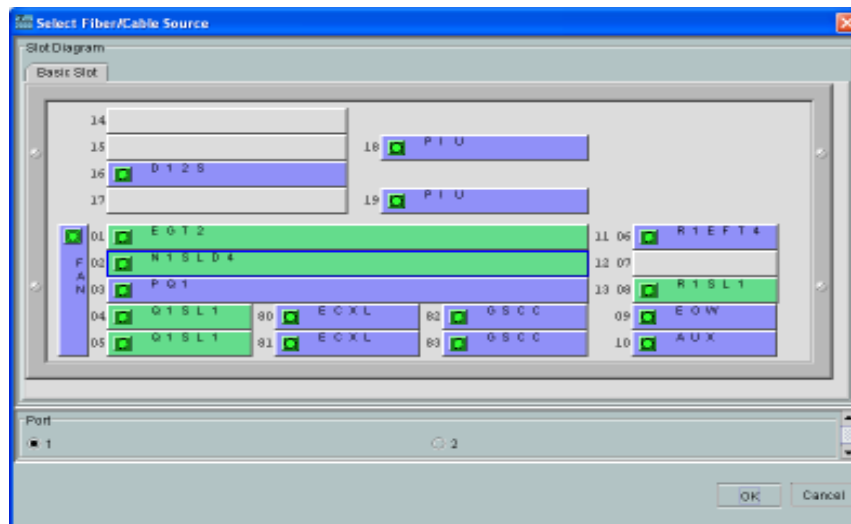 Select Fiber/Cable Source
Slot Diagram
Basic Slot
14
15 18 PIU
16 D12S
17 19 PIU
01 EGT2 11 06 R1EFT4
FAN 02 N1SLD4 12 07
03 PQ1 13 08 R1SL1
04 Q1SL1 80 ECXL 82 GSCC 09 EOW
05 Q1SL1 81 ECXL 83 GSCC 10 AUX
Port
1 2
OK Cancel